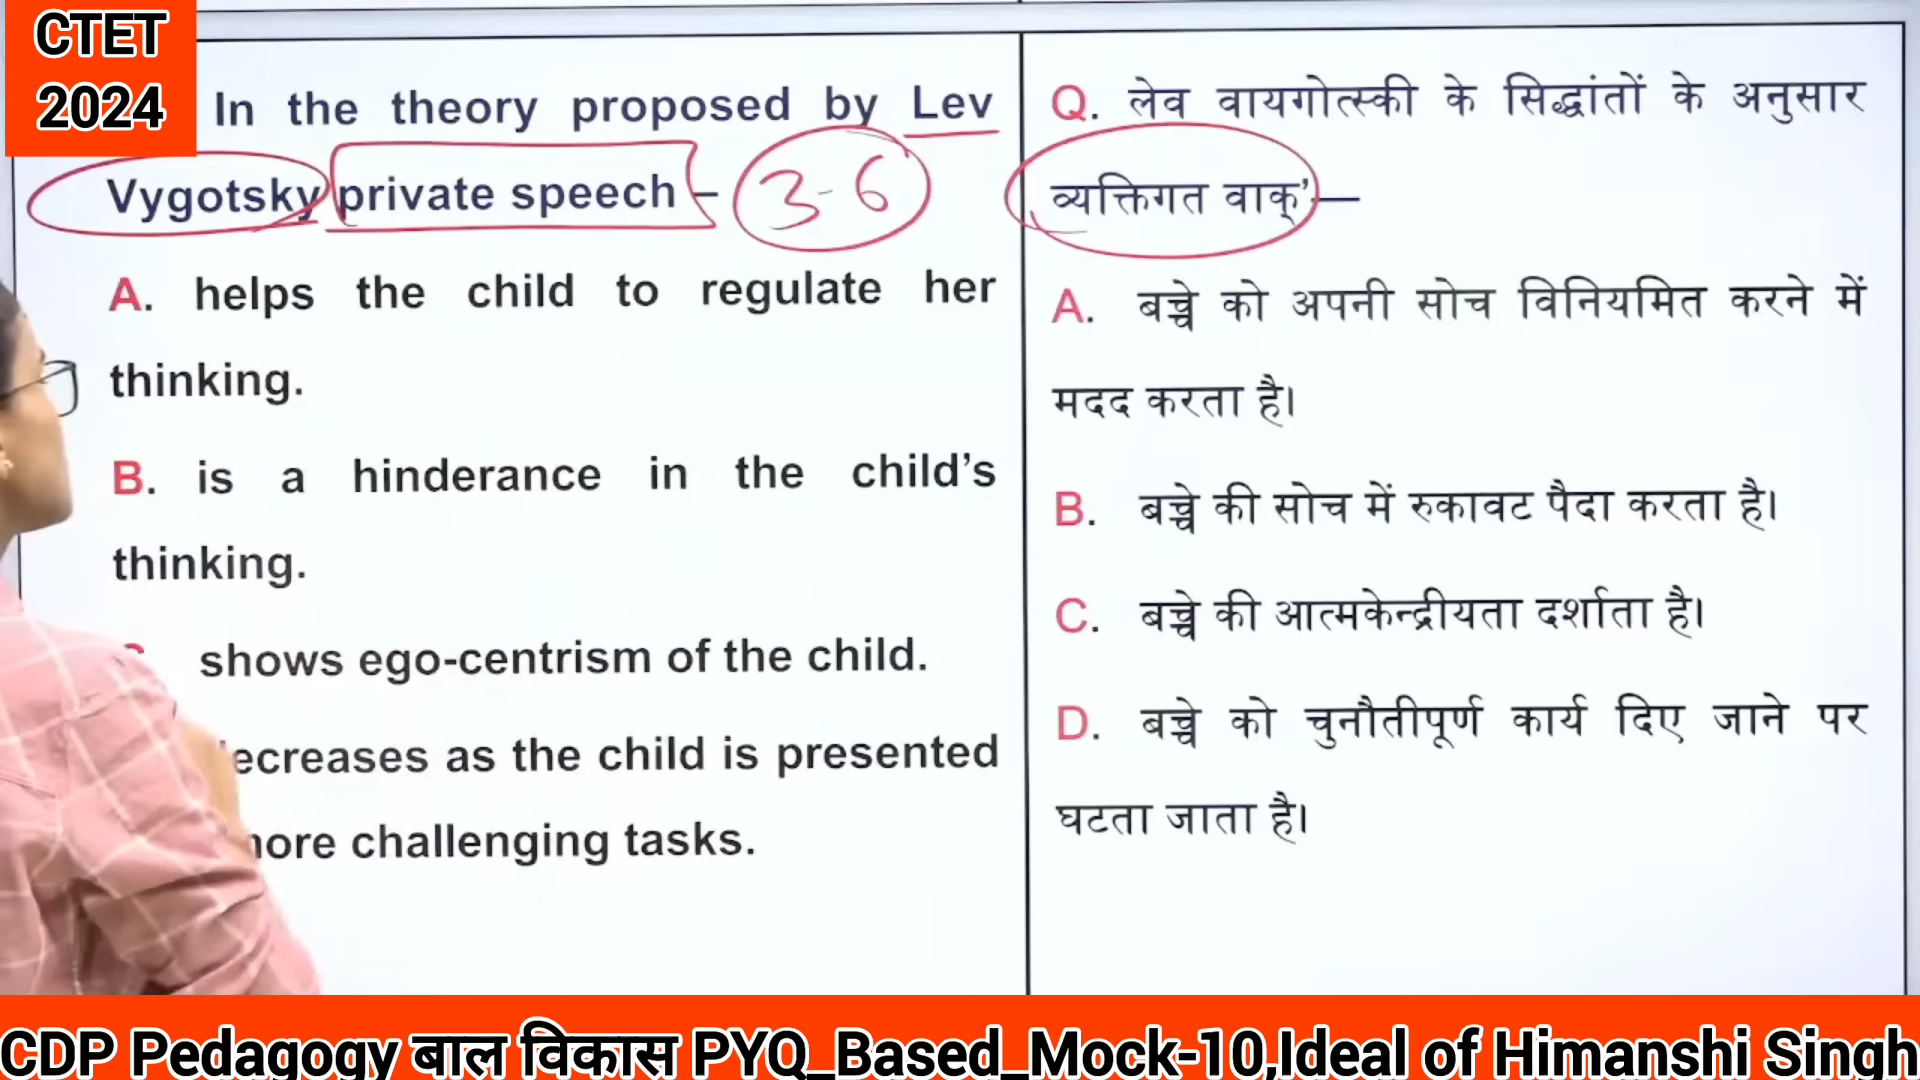 CTET
2024
In the theory proposed by Lev
Vygotsky private speech – 3-6
A. helps the child to regulate her
thinking.
B. is a hinderance in the child's
thinking.
shows ego-centrism of the child.
ecreases as the child is presented
ore challenging tasks.
Q. लेव वायगोत्स्की के सिद्धांतों के अनुसार
व्यक्तिगत वाक्'—
A. बच्चे को अपनी सोच विनियमित करने में
मदद करता है।
B. बच्चे की सोच में रुकावट पैदा करता है।
C. बच्चे की आत्मकेन्द्रीयता दर्शाता है।
D. बच्चे को चुनौतीपूर्ण कार्य दिए जाने पर
घटता जाता है।
CDP Pedagogy बाल विकास PYQ_Based_Mock-10,Ideal of Himanshi Singh